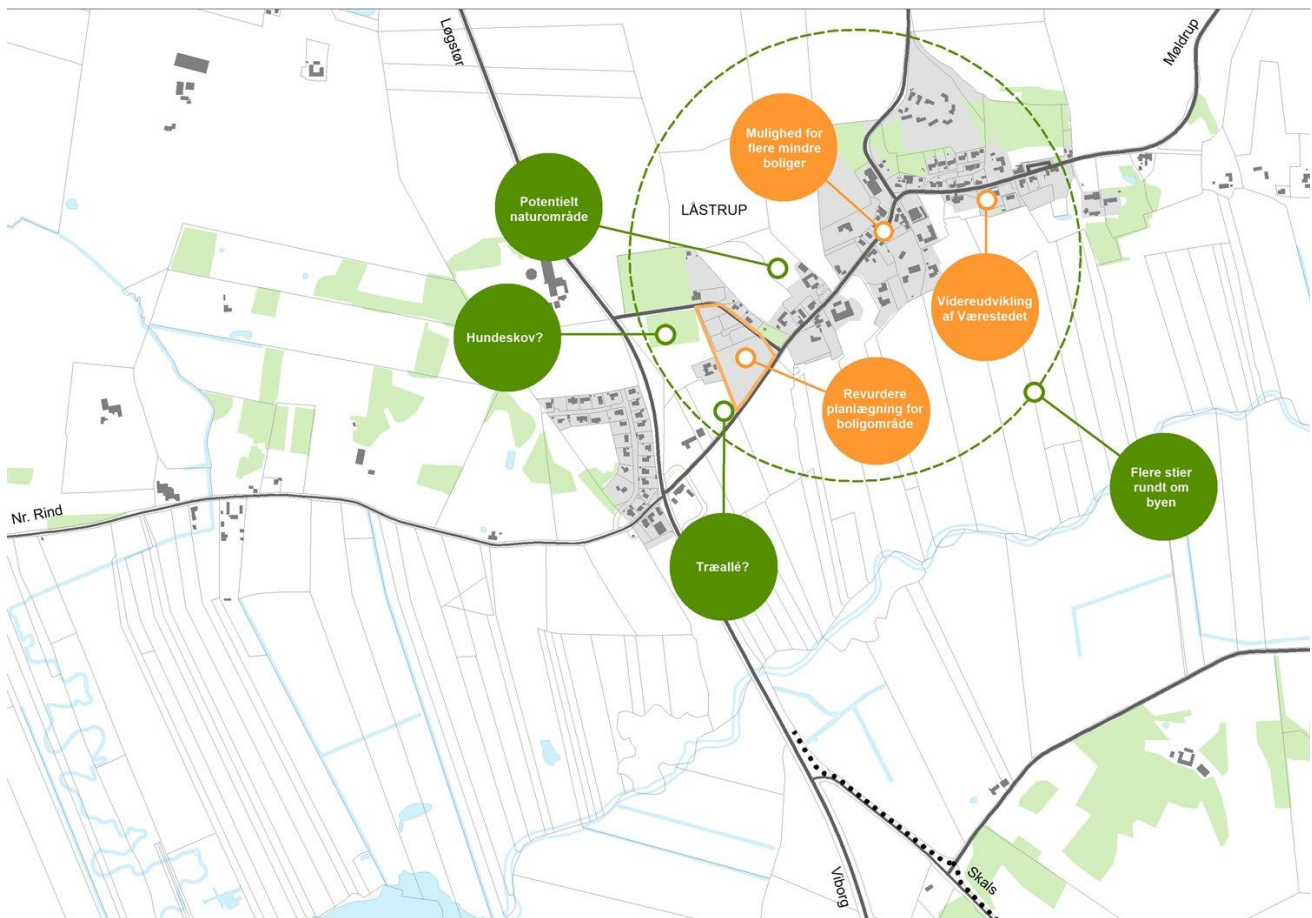 Løgstør
Møldrup
Mulighed for
flere mindre
boliger
Potentielt
naturområde
LÅSTRUP
Hundeskov?
Videreudvikling
af Værestedet
Revurdere
planlægning for
boligområde
Flere stier
rundt om
byen
Nr. Rind
Træallé?
Viborg
Skals